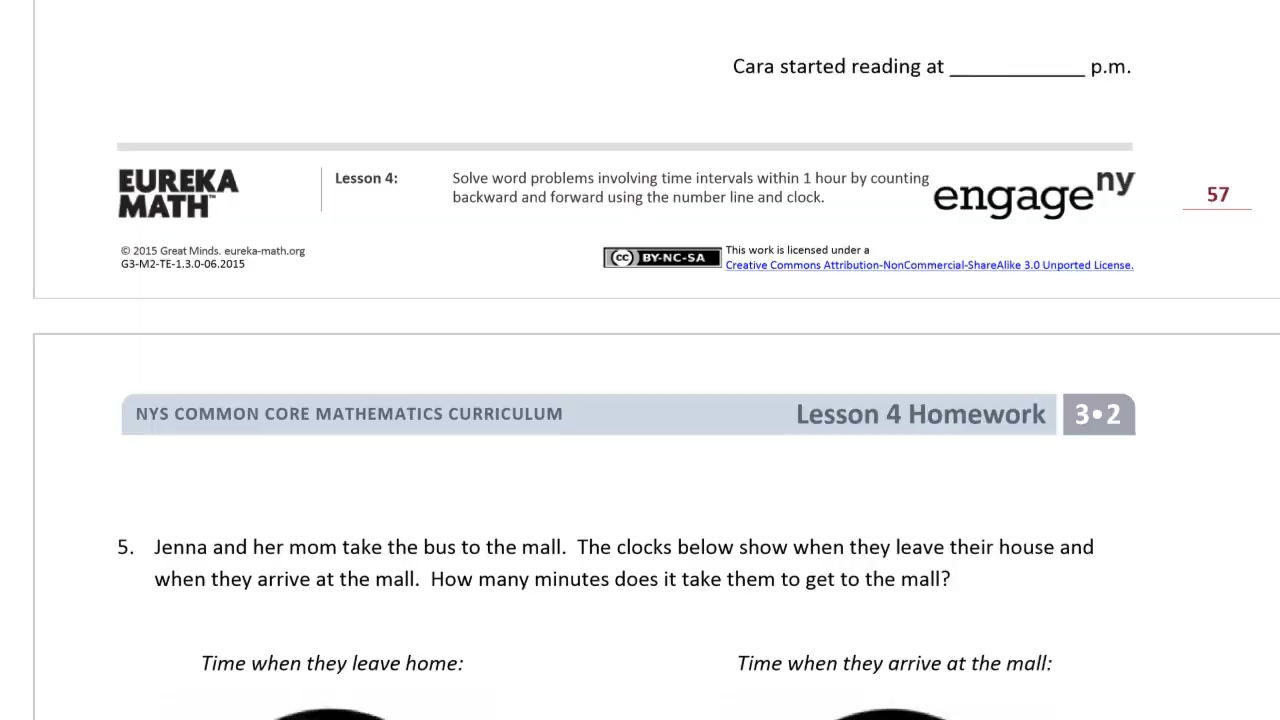 Cara started reading at ____________ p.m.
EUREKA
MATH™
Lesson 4:
Solve word problems involving time intervals within 1 hour by counting
backward and forward using the number line and clock.
engage ny
57
© 2015 Great Minds. eureka-math.org
G3-M2-TE-1.3.0-06.2015
cc BY-NC-SA
This work is licensed under a
Creative Commons Attribution-NonCommercial-ShareAlike 3.0 Unported License.
NYS COMMON CORE MATHEMATICS CURRICULUM
Lesson 4 Homework
3•2
5. Jenna and her mom take the bus to the mall. The clocks below show when they leave their house and
when they arrive at the mall. How many minutes does it take them to get to the mall?
Time when they leave home:
Time when they arrive at the mall: